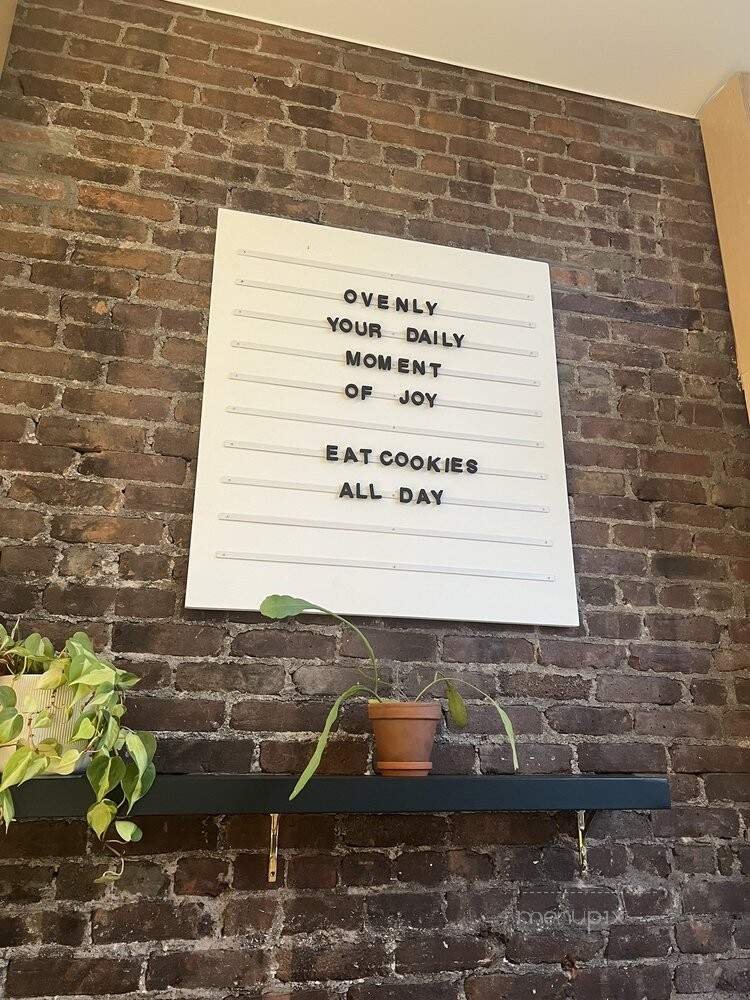 OVENLY
YOUR DAILY
MOMENT
OF JOY
EAT COOKIES
ALL DAY
menupix